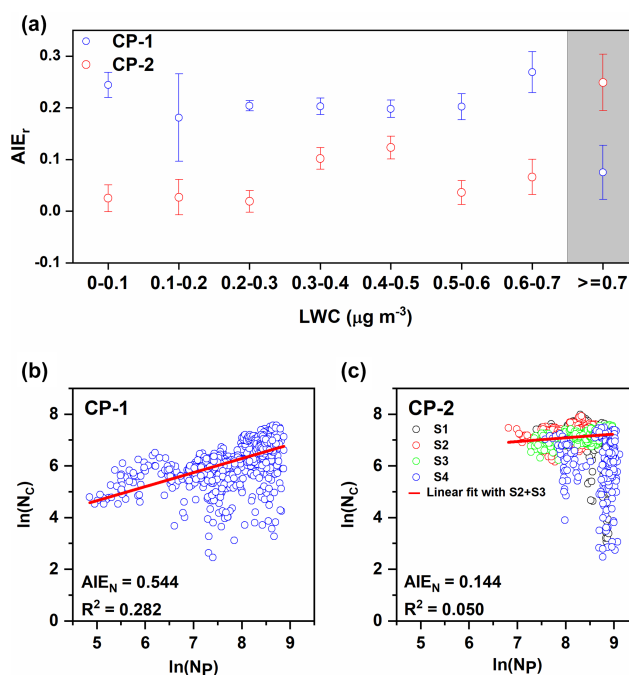 (a)
CP-1
CP-2
AIEr
0.3
0.2
0.1
0.0
-0.1
0-0.1 0.1-0.2 0.2-0.3 0.3-0.4 0.4-0.5 0.5-0.6 0.6-0.7 >=0.7
LWC (μg m-3)
(b)
CP-1
ln(NC)
8
6
4
2
0
AIEN = 0.544
R2 = 0.282
5 6 7 8 9
ln(NP)
(c)
CP-2
S1
S2
S3
S4
Linear fit with S2+S3
ln(NC)
8
6
4
2
0
AIEN = 0.144
R2 = 0.050
5 6 7 8 9
ln(NP)